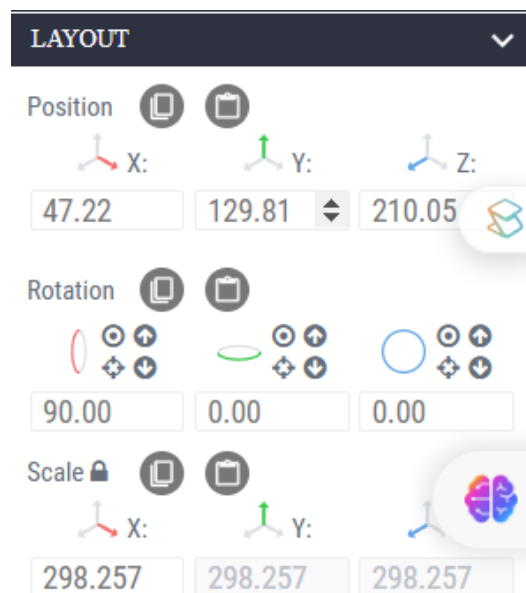 LAYOUT
Position
X: Y: Z:
47.22 129.81 210.05
Rotation
90.00 0.00 0.00
Scale
X: Y:
298.257 298.257 298.257